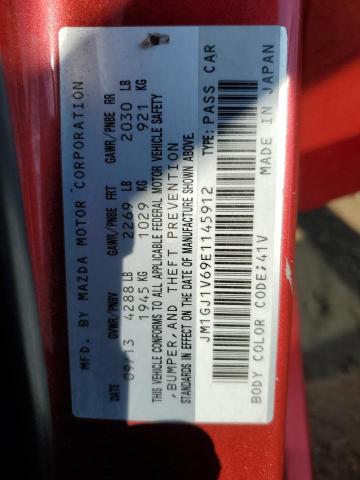 MFD. BY MAZDA MOTOR CORPORATION
DATE GVWR/PNBV GAWR/PNBE FRT GAWR/PNBE RR
09/13 4288 LB 2269 LB 2030 LB
1945 KG 1029 KG 921 KG
THIS VEHICLE CONFORMS TO ALL APPLICABLE FEDERAL MOTOR VEHICLE SAFETY
,BUMPER,AND THEFT PREVENTION
STANDARDS IN EFFECT ON THE DATE OF MANUFACTURE SHOWN ABOVE.
JM1GJ1V69E1145912 TYPE: PASS CAR
BODY COLOR CODE;41V MADE IN JAPAN